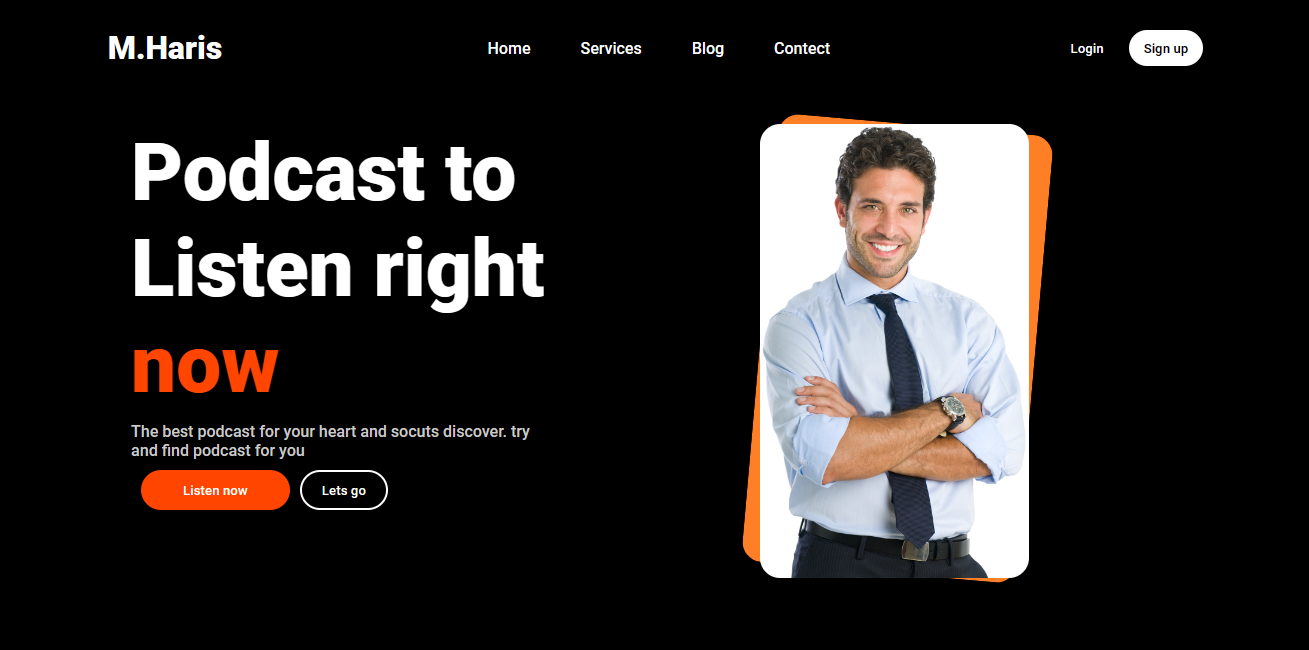 M.Haris
Home Services Blog Contact
Login Sign up
Podcast to
Listen right
now
The best podcast for your heart and socuts discover. try
and find podcast for you
Listen now Lets go